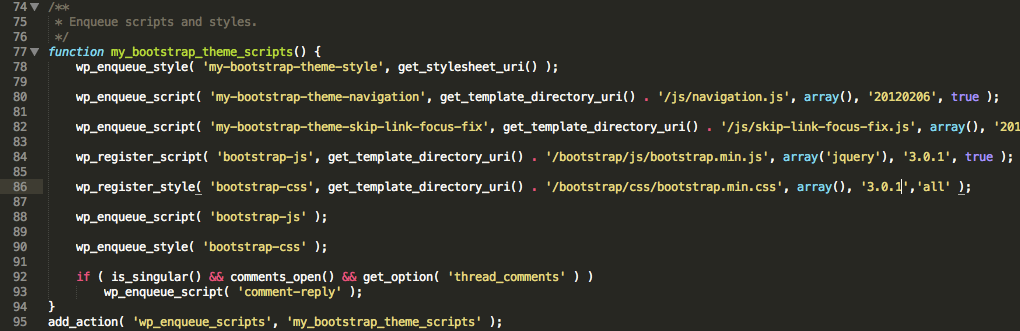 74 /**
75 * Enqueue scripts and styles.
76 */
77 function my_bootstrap_theme_scripts() {
78 wp_enqueue_style( 'my-bootstrap-theme-style', get_stylesheet_uri() );
79
80 wp_enqueue_script( 'my-bootstrap-theme-navigation', get_template_directory_uri() . '/js/navigation.js', array(), '20120206', true );
81
82 wp_enqueue_script( 'my-bootstrap-theme-skip-link-focus-fix', get_template_directory_uri() . '/js/skip-link-focus-fix.js', array(), '201
83
84 wp_register_script( 'bootstrap-js', get_template_directory_uri() . '/bootstrap/js/bootstrap.min.js', array('jquery'), '3.0.1', true );
85
86 wp_register_style( 'bootstrap-css', get_template_directory_uri() . '/bootstrap/css/bootstrap.min.css', array(), '3.0.1','all' );
87
88 wp_enqueue_script( 'bootstrap-js' );
89
90 wp_enqueue_style( 'bootstrap-css' );
91
92 if ( is_singular() && comments_open() && get_option( 'thread_comments' ) )
93 wp_enqueue_script( 'comment-reply' );
94 }
95 add_action( 'wp_enqueue_scripts', 'my_bootstrap_theme_scripts' );